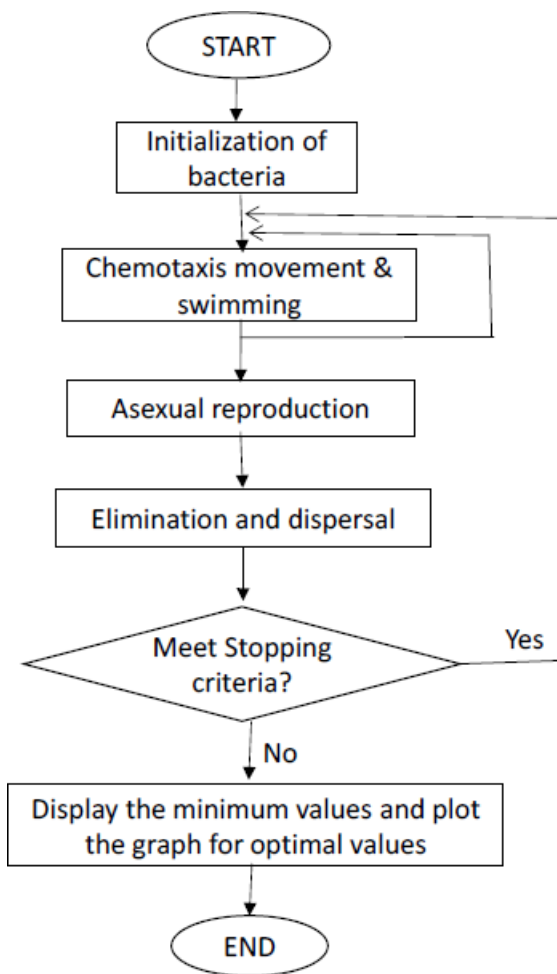 START
Initialization of
bacteria
Chemotaxis movement &
swimming
Asexual reproduction
Elimination and dispersal
Meet Stopping
criteria?
Yes
No
Display the minimum values and plot
the graph for optimal values
END